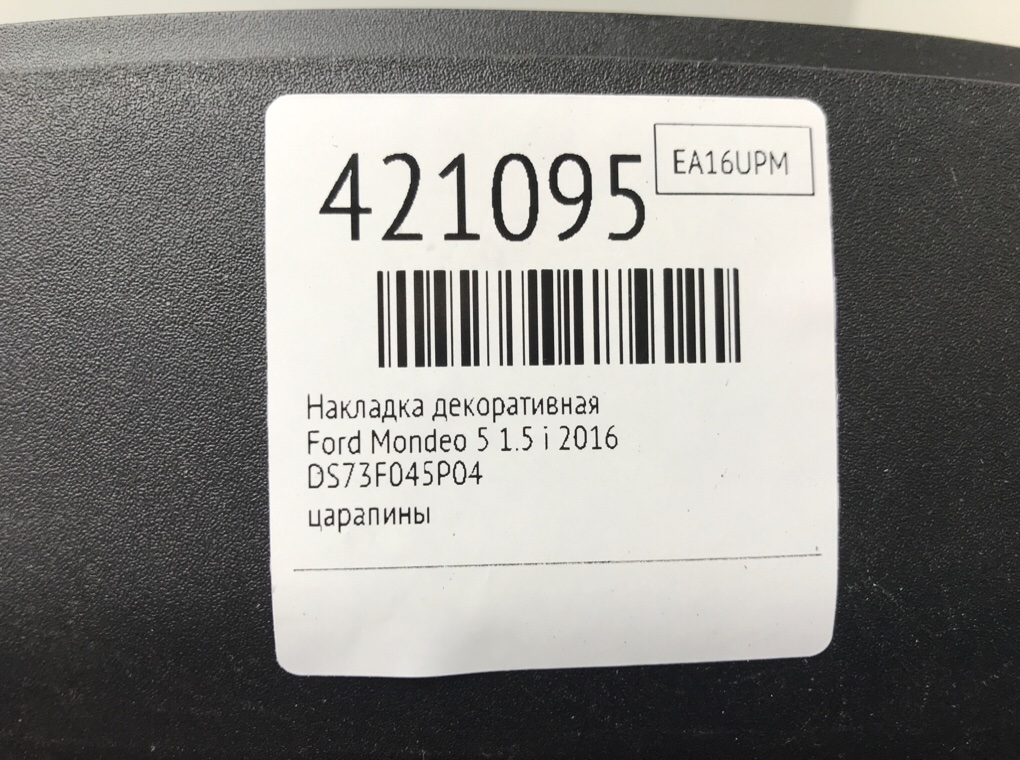 421095
EA16UPM
Накладка декоративная
Ford Mondeo 5 1.5 i 2016
DS73F045P04
царапины